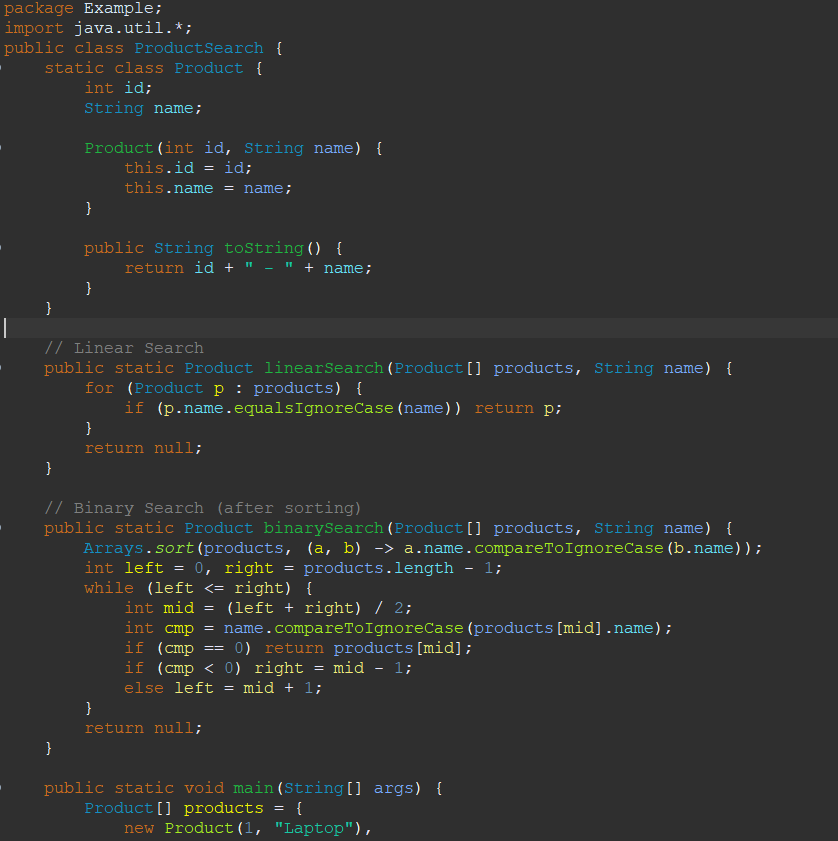 package Example;
import java.util.*;
public class ProductSearch {
    static class Product {
        int id;
        String name;

        Product(int id, String name) {
            this.id = id;
            this.name = name;
        }

        public String toString() {
            return id + " - " + name;
        }
    }

    // Linear Search
    public static Product linearSearch(Product[] products, String name) {
        for (Product p : products) {
            if (p.name.equalsIgnoreCase(name)) return p;
        }
        return null;
    }

    // Binary Search (after sorting)
    public static Product binarySearch(Product[] products, String name) {
        Arrays.sort(products, (a, b) -> a.name.compareToIgnoreCase(b.name));
        int left = 0, right = products.length - 1;
        while (left <= right) {
            int mid = (left + right) / 2;
            int cmp = name.compareToIgnoreCase(products[mid].name);
            if (cmp == 0) return products[mid];
            if (cmp < 0) right = mid - 1;
            else left = mid + 1;
        }
        return null;
    }

    public static void main(String[] args) {
        Product[] products = {
            new Product(1, "Laptop"),